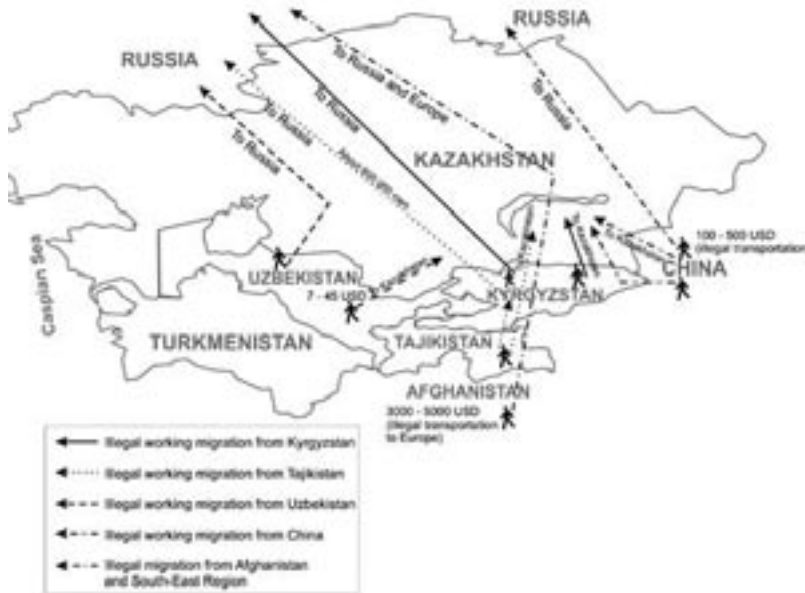 RUSSIA
RUSSIA
To Russia and Europe
To Russia
To Russia
To Russia
To Russia
KAZAKHSTAN
Caspian Sea
100 - 500 USD
(illegal transportation
CHINA
UZBEKISTAN
7 - 45 USD
KYRGYZSTAN
TURKMENISTAN
TAJIKISTAN
AFGHANISTAN
3000 - 5000 USD
(illegal transportation
to Europe)
Illegal working migration from Kyrgyzstan
Illegal working migration from Tajikistan
Illegal working migration from Uzbekistan
Illegal working migration from China
Illegal migration from Afghanistan
and South-East Region